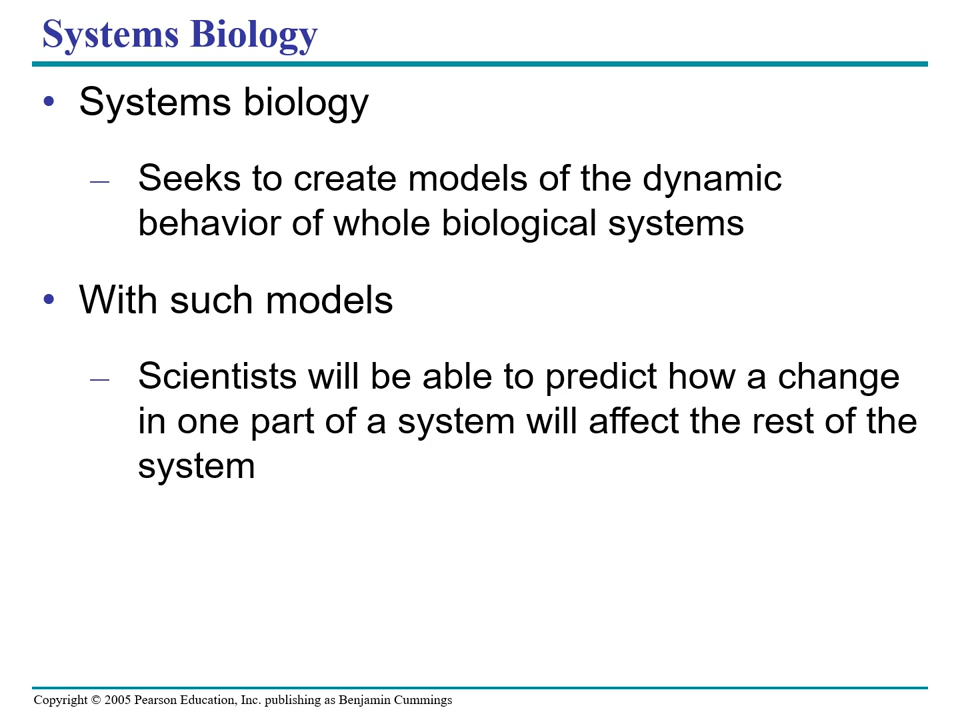 Systems Biology
• Systems biology
– Seeks to create models of the dynamic
behavior of whole biological systems
• With such models
– Scientists will be able to predict how a change
in one part of a system will affect the rest of the
system
Copyright © 2005 Pearson Education, Inc. publishing as Benjamin Cummings